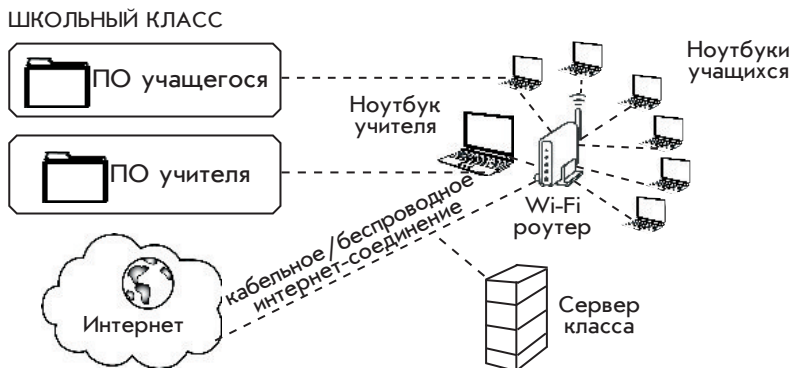 ШКОЛЬНЫЙ КЛАСС
ПО учащегося
Ноутбуки
учащихся
Ноутбук
учителя
ПО учителя
Wi-Fi
роутер
кабельное/беспроводное
интернет-соединение
Интернет
Сервер
класса